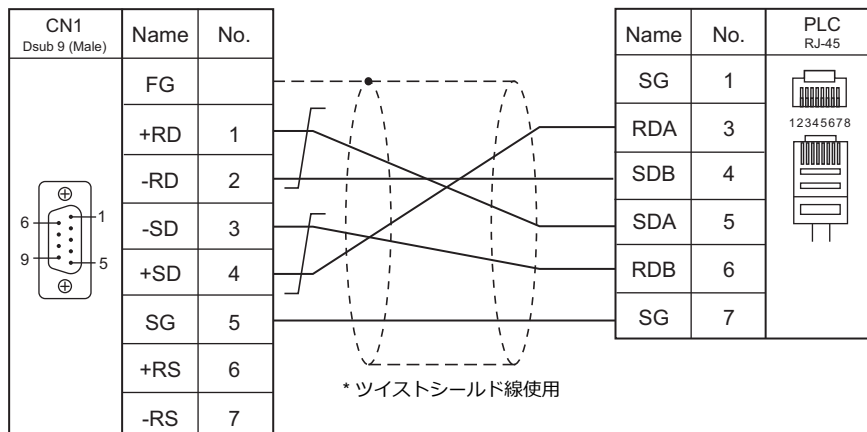 CN1
Dsub 9 (Male)
Name
No.
FG
+RD
1
-RD
2
-SD
3
+SD
4
SG
5
+RS
6
-RS
7
6
1
9
5
* ツイストシールド線使用
Name
No.
PLC
RJ-45
SG
1
RDA
3
SDB
4
SDA
5
RDB
6
SG
7
12345678